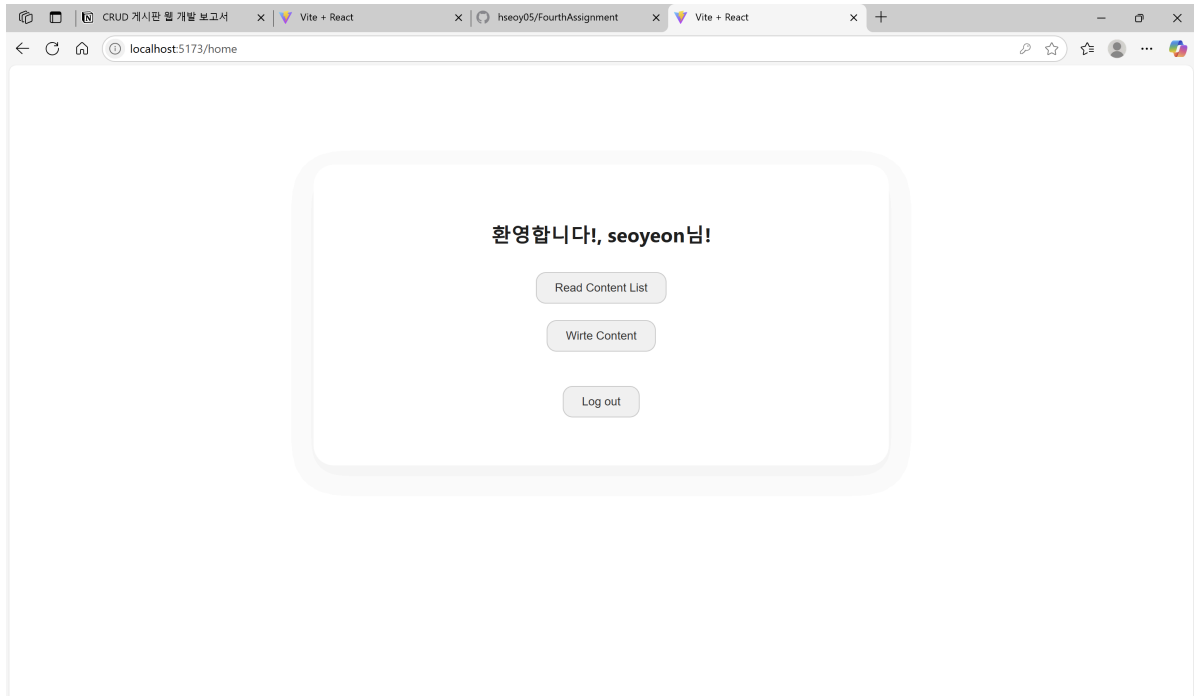 CRUD 게시판 웹 개발 보고서
Vite + React
hseoy05/FourthAssignment
Vite + React
localhost:5173/home
환영합니다!, seoyeon님!
Read Content List
Wirte Content
Log out